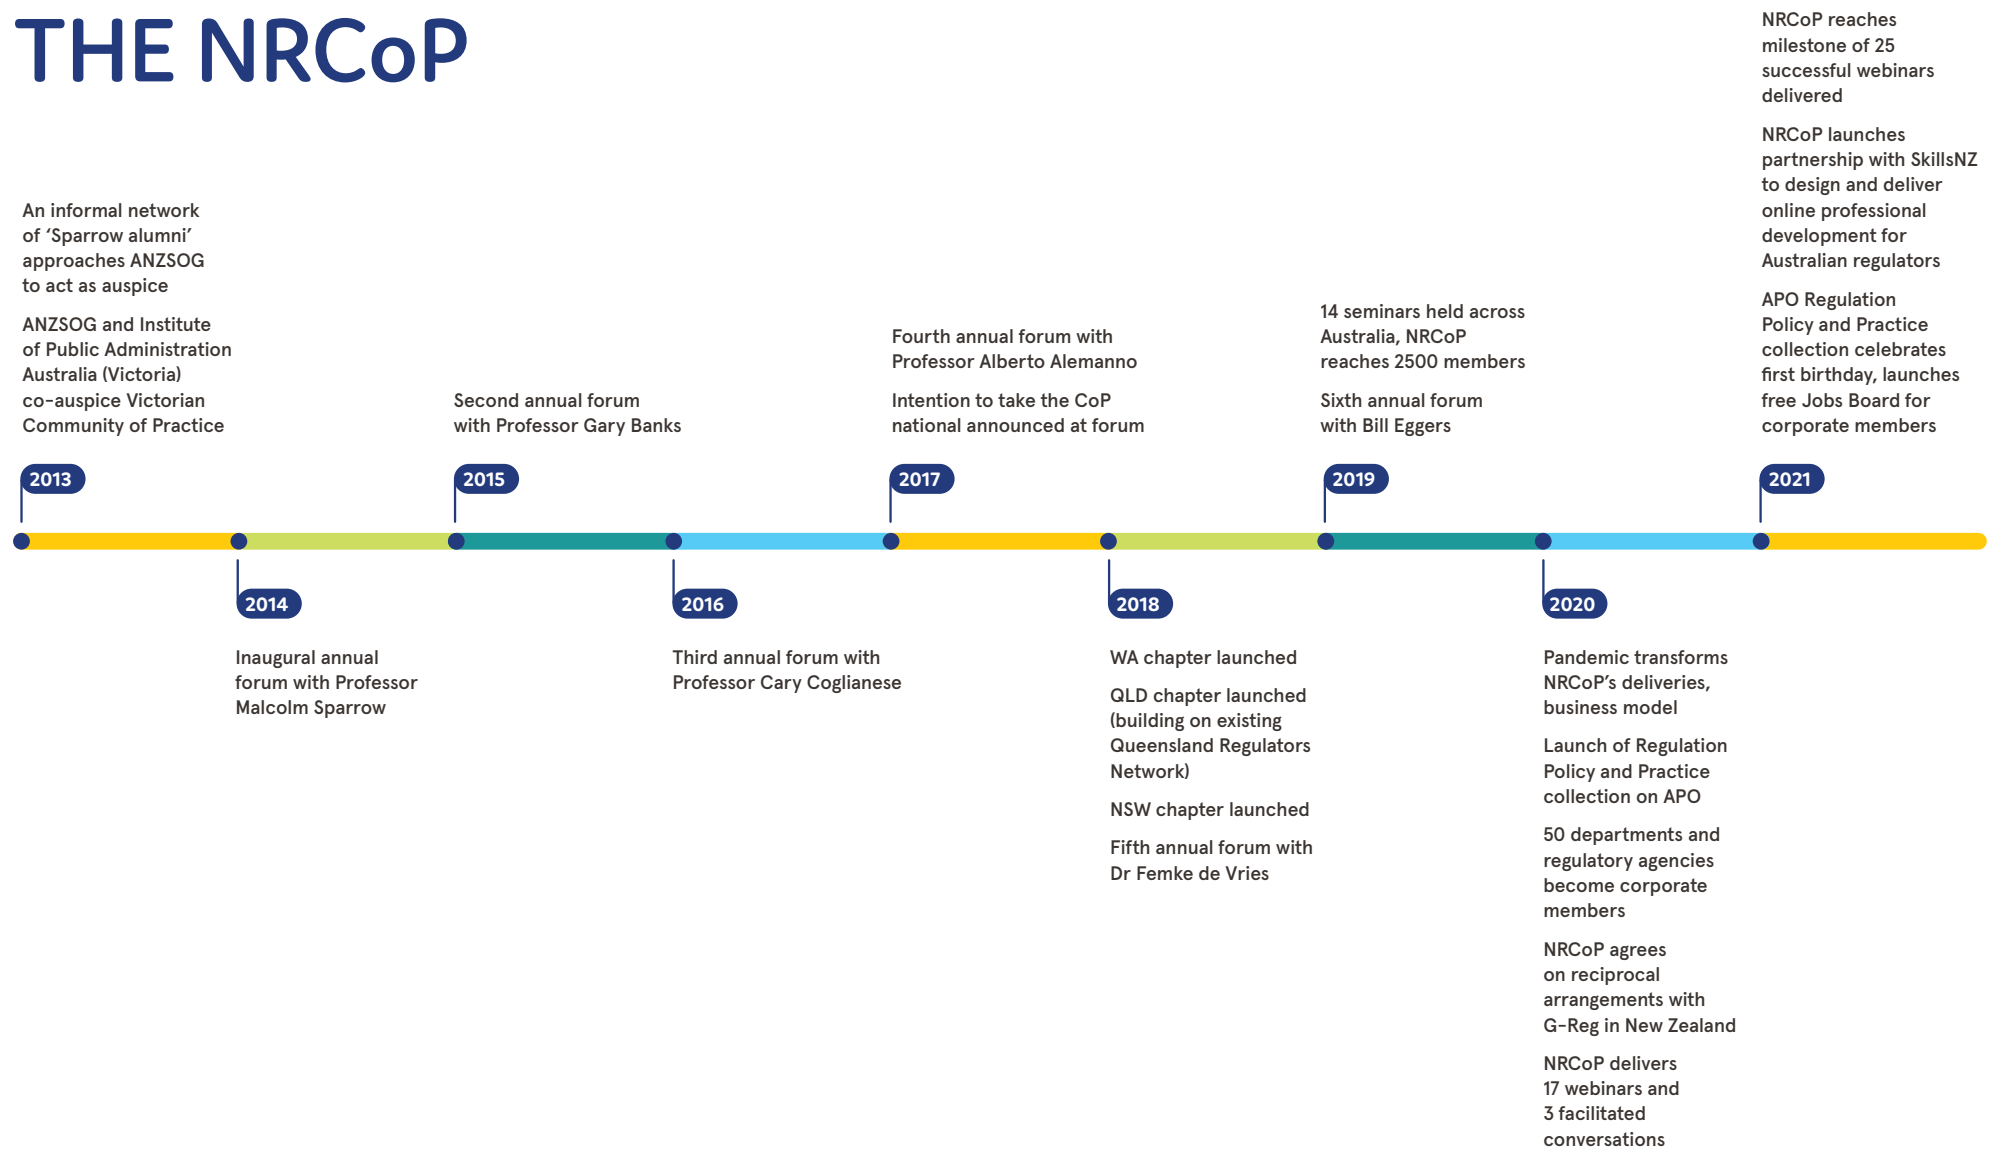 THE NRCoP
An informal network
of ‘Sparrow alumni’
approaches ANZSOG
to act as auspice
ANZSOG and Institute
of Public Administration
Australia (Victoria)
co-auspice Victorian
Community of Practice
2013
2014
Inaugural annual
forum with Professor
Malcolm Sparrow
Second annual forum
with Professor Gary Banks
2015
2016
Third annual forum with
Professor Cary Coglianese
Fourth annual forum with
Professor Alberto Alemanno
Intention to take the CoP
national announced at forum
2017
2018
WA chapter launched
QLD chapter launched
(building on existing
Queensland Regulators
Network)
NSW chapter launched
Fifth annual forum with
Dr Femke de Vries
14 seminars held across
Australia, NRCoP
reaches 2500 members
Sixth annual forum
with Bill Eggers
2019
2020
Pandemic transforms
NRCoP’s deliveries,
business model
Launch of Regulation
Policy and Practice
collection on APO
50 departments and
regulatory agencies
become corporate
members
NRCoP agrees
on reciprocal
arrangements with
G-Reg in New Zealand
NRCoP delivers
17 webinars and
3 facilitated
conversations
NRCoP reaches
milestone of 25
successful webinars
delivered
NRCoP launches
partnership with SkillsNZ
to design and deliver
online professional
development for
Australian regulators
APO Regulation
Policy and Practice
collection celebrates
first birthday, launches
free Jobs Board for
corporate members
2021